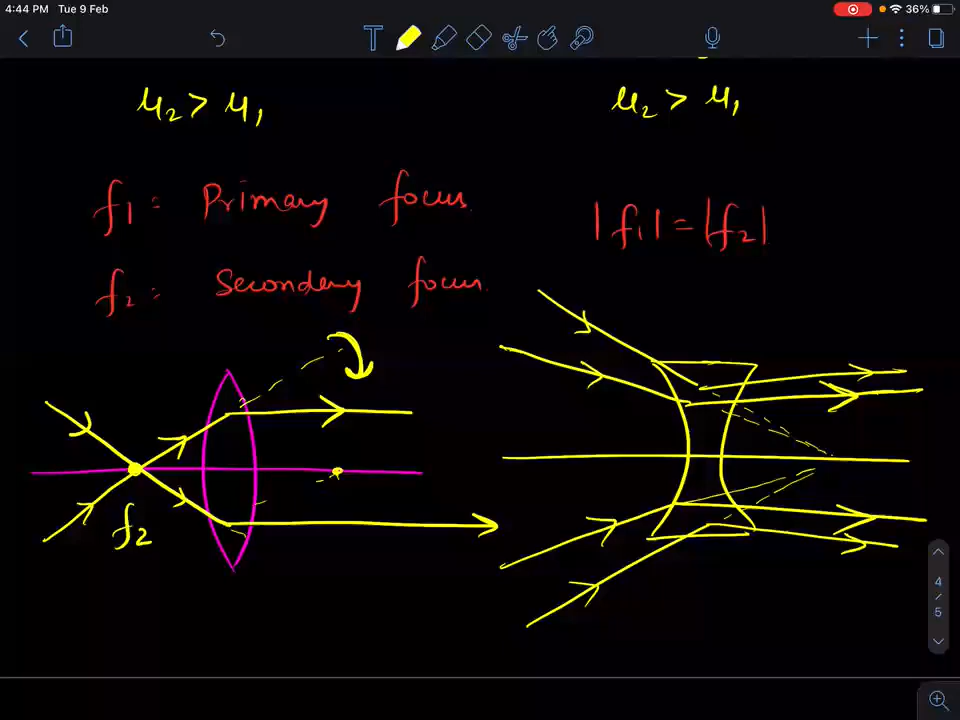 4:44 PM Tue 9 Feb
36%
T
μ₂ > μ₁
μ₂ > μ₁
f₁ = Primary focus.
|f₁| = |f₂|
f₂ = Secondary focus.
f₂
4
/
5